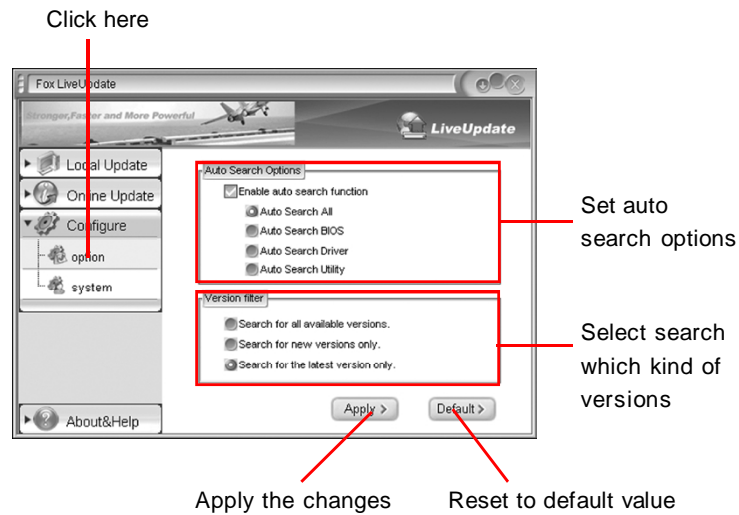 Click here
Fox LiveUpdate
Stronger,Faster and More Powerful
LiveUpdate
Local Update
Online Update
Configure
option
system
About&Help
Auto Search Options
Enable auto search function
Auto Search All
Auto Search BIOS
Auto Search Driver
Auto Search Utility
Version filter
Search for all available versions.
Search for new versions only.
Search for the latest version only.
Apply >
Default >
Set auto
search options
Select search
which kind of
versions
Apply the changes
Reset to default value